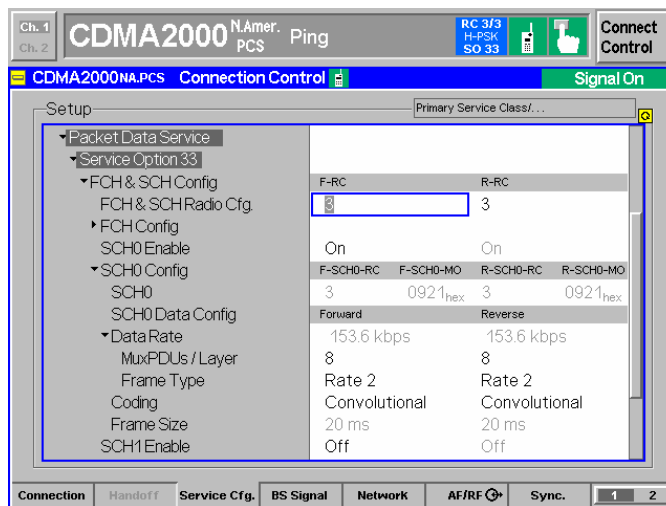 Ch. 1
Ch. 2
CDMA2000 N.Amer. PCS Ping
RC 3/3
H-PSK
SO 33
Connect
Control
CDMA2000NA.PCS Connection Control Signal On
Setup Primary Service Class/...
Packet Data Service
Service Option 33
FCH & SCH Config F-RC R-RC
FCH & SCH Radio Cfg. 3 3
FCH Config
SCH0 Enable On On
SCH0 Config F-SCH0-RC F-SCH0-MO R-SCH0-RC R-SCH0-MO
SCH0 3 0921hex 3 0921hex
SCH0 Data Config Forward Reverse
Data Rate 153.6 kbps 153.6 kbps
MuxPDUs / Layer 8 8
Frame Type Rate 2 Rate 2
Coding Convolutional Convolutional
Frame Size 20 ms 20 ms
SCH1 Enable Off Off
Connection Handoff Service Cfg. BS Signal Network AF/RF Sync. 1 2